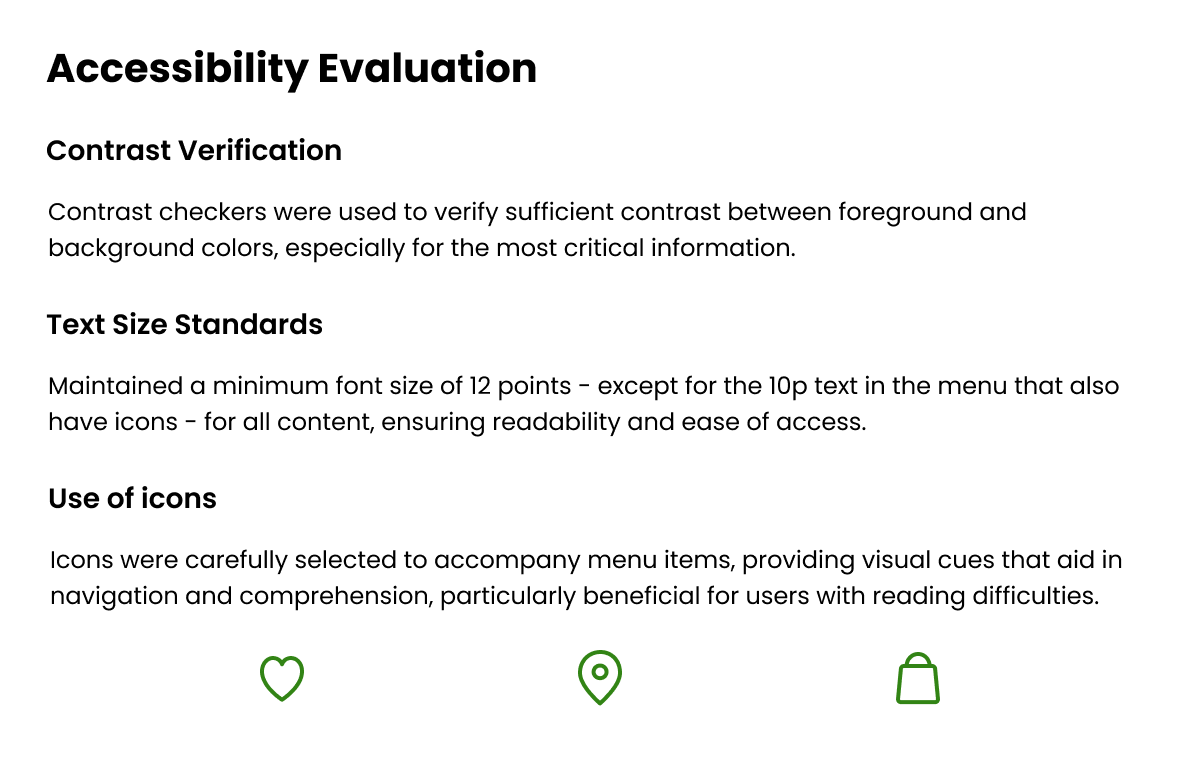 Accessibility Evaluation
Contrast Verification
Contrast checkers were used to verify sufficient contrast between foreground and
background colors, especially for the most critical information.
Text Size Standards
Maintained a minimum font size of 12 points - except for the 10p text in the menu that also
have icons - for all content, ensuring readability and ease of access.
Use of icons
Icons were carefully selected to accompany menu items, providing visual cues that aid in
navigation and comprehension, particularly beneficial for users with reading difficulties.